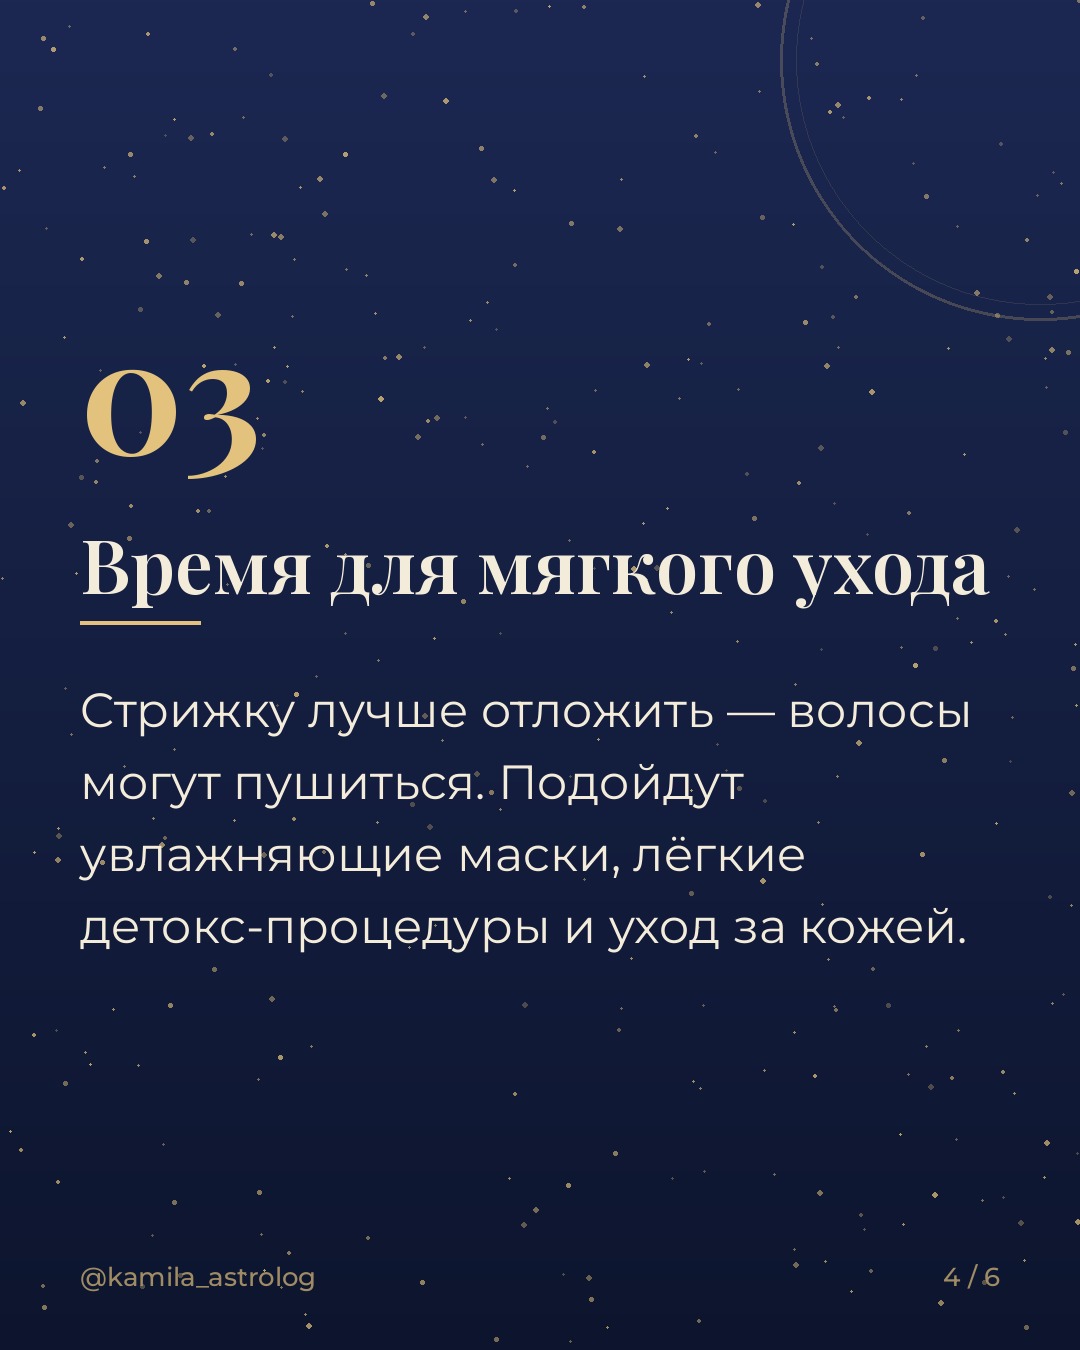 03
Время для мягкого ухода
Стрижку лучше отложить — волосы
могут пушиться. Подойдут
увлажняющие маски, лёгкие
детокс-процедуры и уход за кожей.
@kamila_astrolog
4 / 6